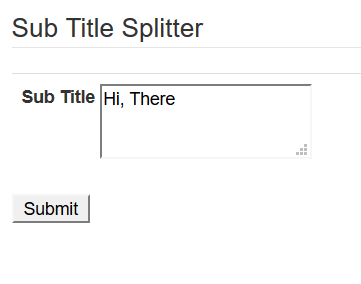 Sub Title Splitter
Sub Title Hi, There
Submit